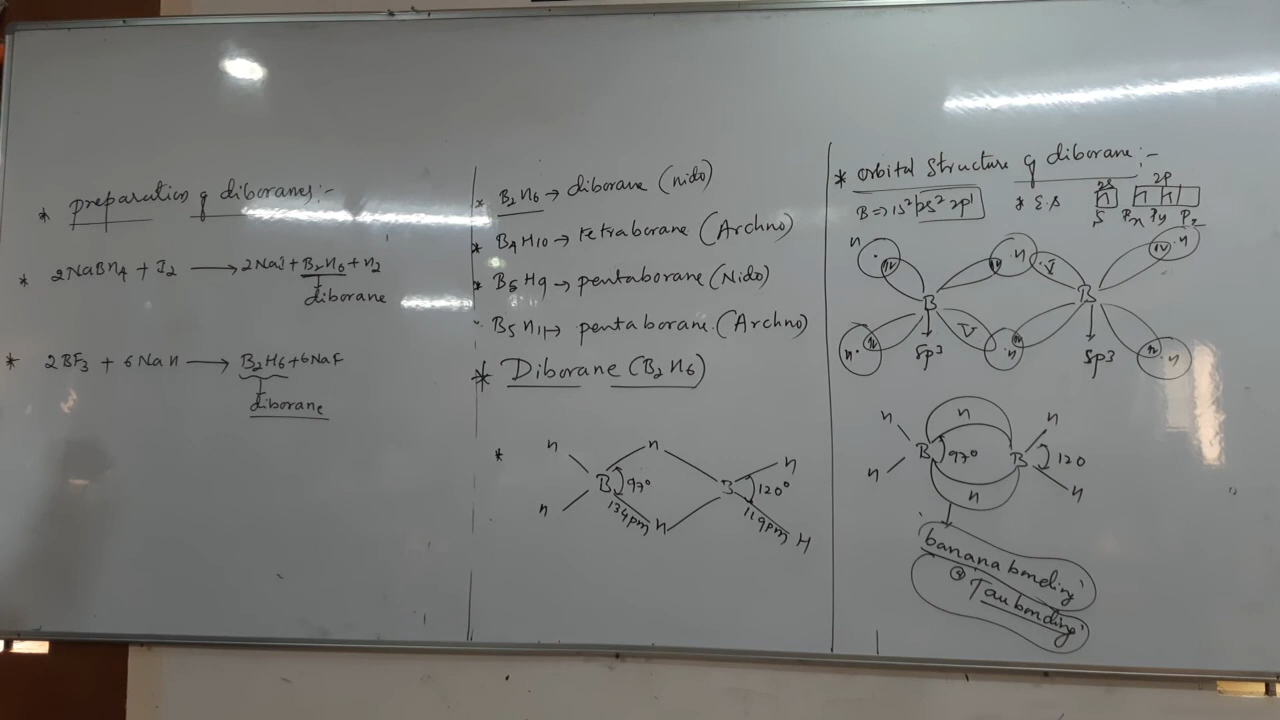 * preparation of diboranes:-
* 2NaBH4 + I2 → 2NaI + B2H6 + H2
diborane
* 2BF3 + 6NaH → B2H6 + 6NaF
diborane
* B2H6 → diborane (nido)
* B4H10 → tetraborane (Archno)
* B5H9 → pentaborane (Nido)
B5H11 → pentaborane. (Archno)
* Diborane (B2H6)
*
H H H
B 97° B 120°
H 134pm H 119pm H
* orbital structure of diborane:-
B => 1s² 2s² 2p¹ * E.S
2s 2p
S Px Py Pz
H H H
B V V B
H H H
sp3 sp3
H H H
B 97° B 120
H H H
'banana bonding'
Tau bonding'